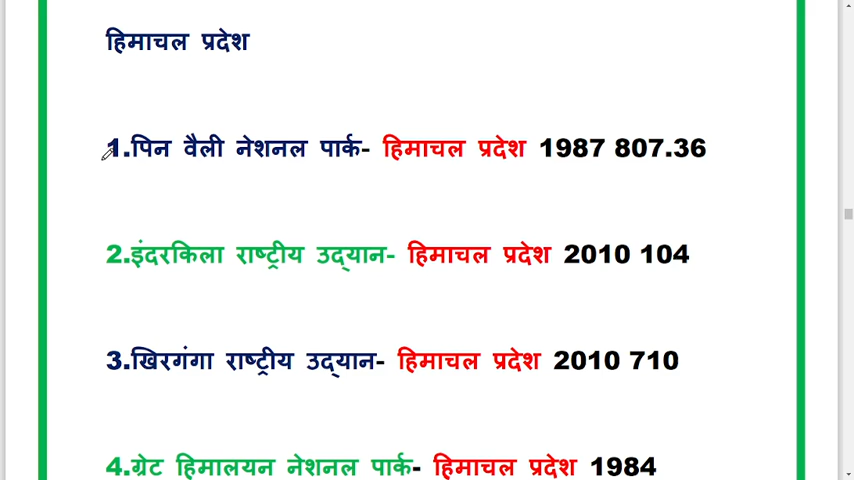 हिमाचल प्रदेश
1.पिन वैली नेशनल पार्क- हिमाचल प्रदेश 1987 807.36
2.इंदरकिला राष्ट्रीय उद्यान- हिमाचल प्रदेश 2010 104
3.खिरगंगा राष्ट्रीय उद्यान- हिमाचल प्रदेश 2010 710
4.ग्रेट हिमालयन नेशनल पार्क- हिमाचल प्रदेश 1984